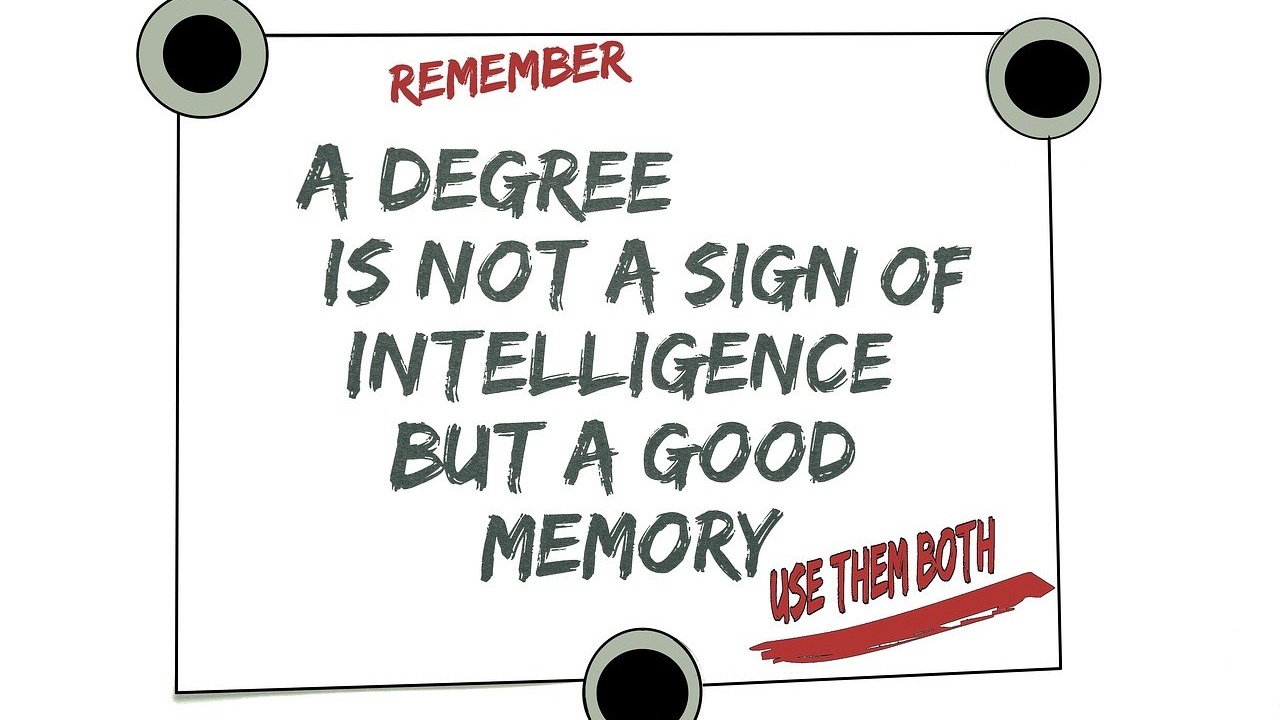 REMEMBER
A DEGREE
IS NOT A SIGN OF
INTELLIGENCE
BUT A GOOD
MEMORY
USE THEM BOTH